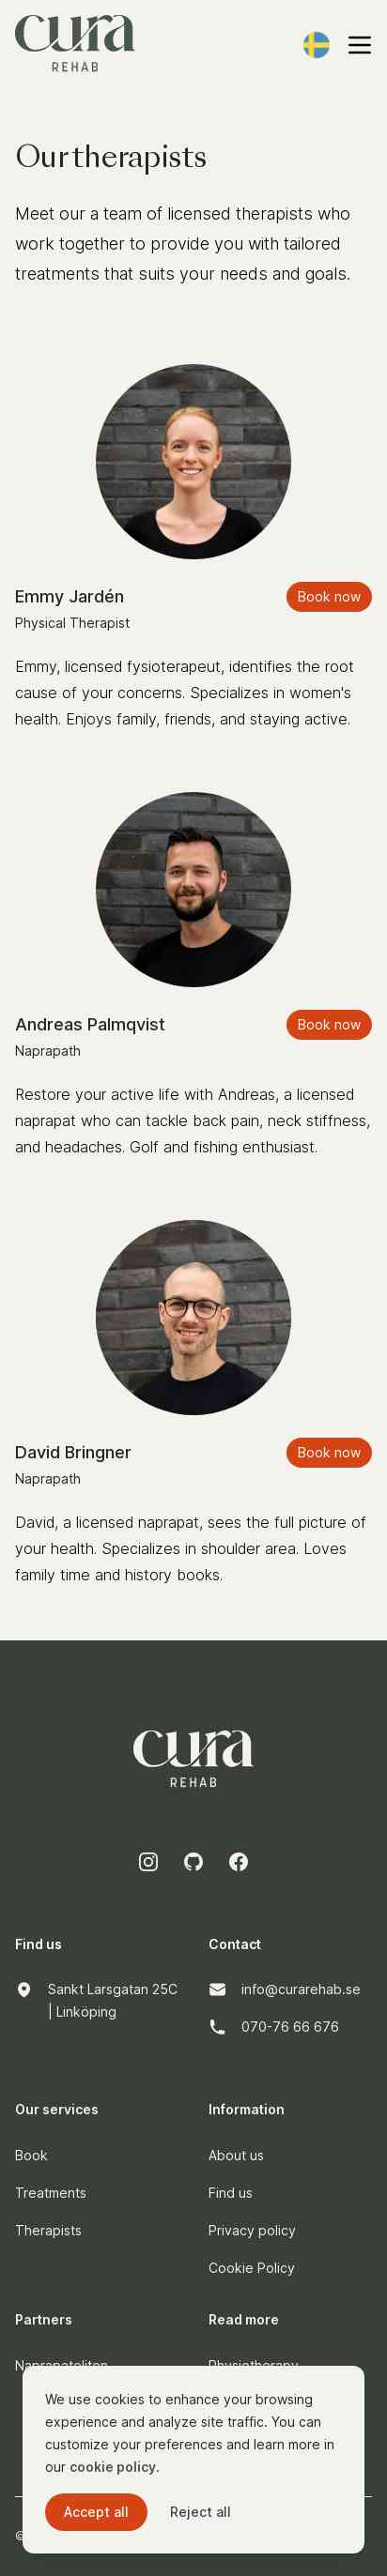 cura
REHAB
Our therapists
Meet our a team of licensed therapists who
work together to provide you with tailored
treatments that suits your needs and goals.
Emmy Jardén
Book now
Physical Therapist
Emmy, licensed fysioterapeut, identifies the root
cause of your concerns. Specializes in women's
health. Enjoys family, friends, and staying active.
Andreas Palmqvist
Book now
Naprapath
Restore your active life with Andreas, a licensed
naprapat who can tackle back pain, neck stiffness,
and headaches. Golf and fishing enthusiast.
David Bringner
Book now
Naprapath
David, a licensed naprapat, sees the full picture of
your health. Specializes in shoulder area. Loves
family time and history books.
cura
REHAB
Find us
Sankt Larsgatan 25C
| Linköping
Contact
info@curarehab.se
070-76 66 676
Our services
Book
Treatments
Therapists
Information
About us
Find us
Privacy policy
Cookie Policy
Partners
Read more
We use cookies to enhance your browsing
experience and analyze site traffic. You can
customize your preferences and learn more in
our cookie policy.
Accept all
Reject all